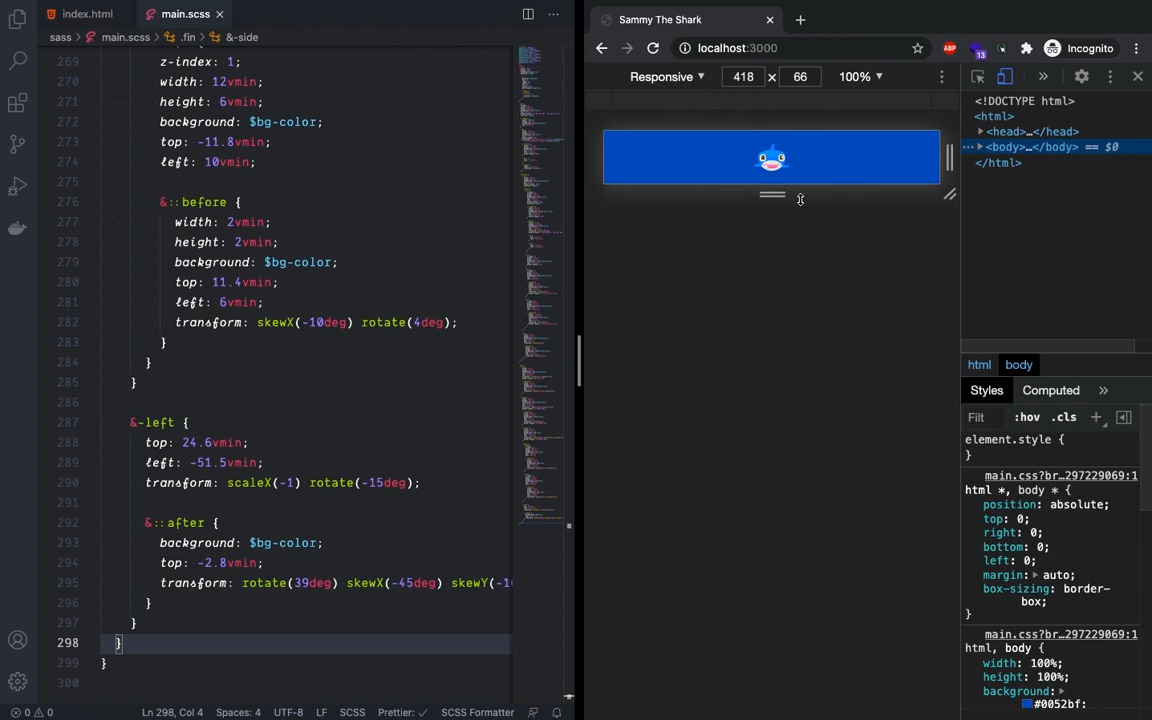 index.html
main.scss ×
sass > main.scss > .fin > &-side
269 z-index: 1;
270 width: 12vmin;
271 height: 6vmin;
272 background: $bg-color;
273 top: -11.8vmin;
274 left: 10vmin;
275
276 &::before {
277 width: 2vmin;
278 height: 2vmin;
279 background: $bg-color;
280 top: 11.4vmin;
281 left: 6vmin;
282 transform: skewX(-10deg) rotate(4deg);
283 }
284 }
285 }
286
287 &-left {
288 top: 24.6vmin;
289 left: -51.5vmin;
290 transform: scaleX(-1) rotate(-15deg);
291
292 &::after {
293 background: $bg-color;
294 top: -2.8vmin;
295 transform: rotate(39deg) skewX(-45deg) skewY(-10
296 }
297 }
298 }
299 }
300
0 0
Ln 298, Col 4
Spaces: 4
UTF-8
LF
SCSS
Prettier: ✓
SCSS Formatter
Sammy The Shark
localhost:3000
ABP
13
Incognito
Responsive
418 × 66
100%
<!DOCTYPE html>
<html>
<head>…</head>
<body>…</body> == $0
</html>
html body
Styles
Computed
»
Filt
:hov
.cls
+
element.style {
}
main.css?br…297229069:1
html *, body * {
position: absolute;
top: 0;
right: 0;
bottom: 0;
left: 0;
margin: auto;
box-sizing: border-
box;
}
main.css?br…297229069:1
html, body {
width: 100%;
height: 100%;
background:
#0052bf;